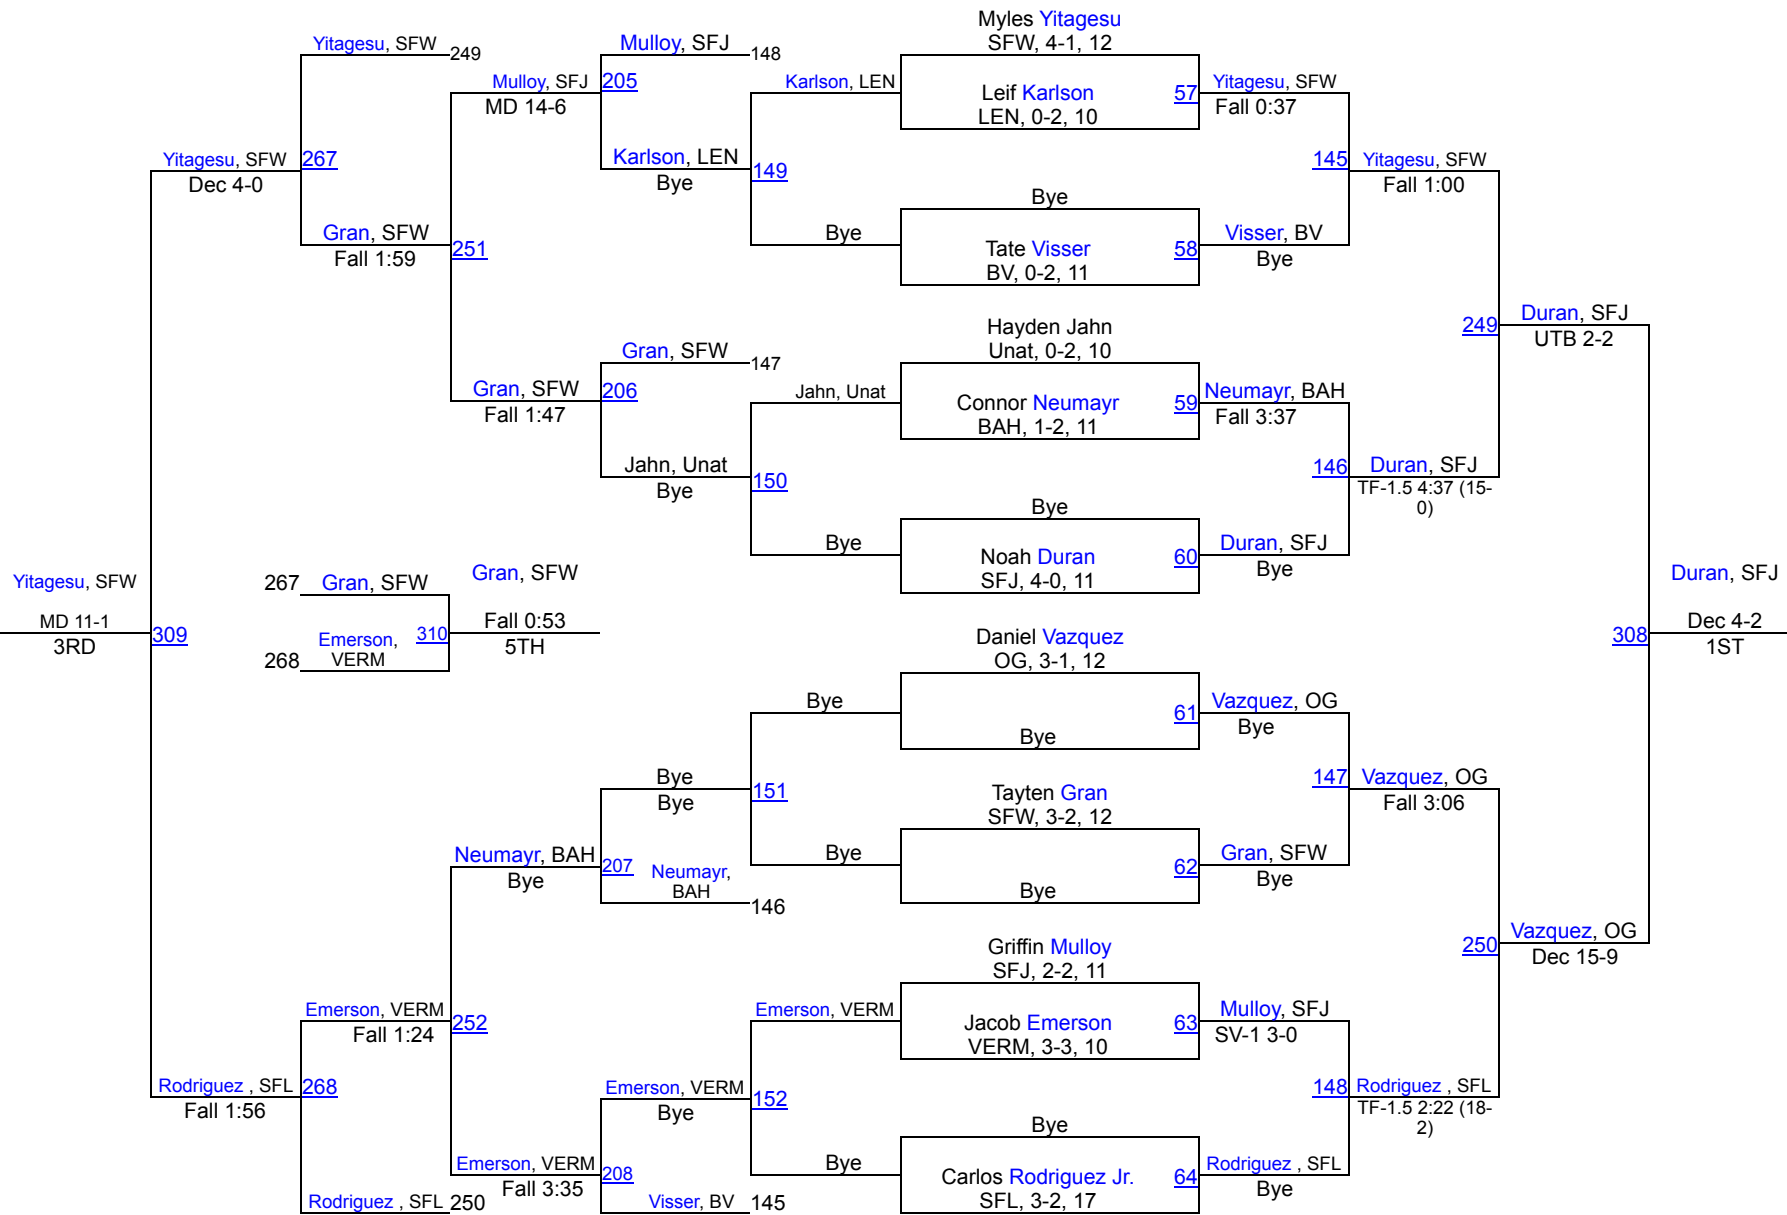 Myles Yitagesu
SFW, 4-1, 12
Leif Karlson
LEN, 0-2, 10
57
Bye
Tate Visser
BV, 0-2, 11
58
Hayden Jahn
Unat, 0-2, 10
Connor Neumayr
BAH, 1-2, 11
59
Bye
Noah Duran
SFJ, 4-0, 11
60
Daniel Vazquez
OG, 3-1, 12
Bye
61
Tayten Gran
SFW, 3-2, 12
Bye
62
Griffin Mulloy
SFJ, 2-2, 11
Jacob Emerson
VERM, 3-3, 10
63
Bye
Carlos Rodriguez Jr.
SFL, 3-2, 17
64
Yitagesu, SFW
Fall 0:37
145
Visser, BV
Bye
Neumayr, BAH
Fall 3:37
146
Duran, SFJ
Bye
Vazquez, OG
Bye
147
Gran, SFW
Bye
Mulloy, SFJ
SV-1 3-0
148
Rodriguez , SFL
Bye
Yitagesu, SFW
Fall 1:00
249
Duran, SFJ
TF-1.5 4:37 (15-
0)
Vazquez, OG
Fall 3:06
250
Rodriguez , SFL
TF-1.5 2:22 (18-
2)
Duran, SFJ
UTB 2-2
308
Vazquez, OG
Dec 15-9
Duran, SFJ
Dec 4-2
1ST
Karlson, LEN
149
Bye
Jahn, Unat
150
Bye
Bye
151
Bye
Emerson, VERM
152
Bye
Mulloy, SFJ
148
205
Karlson, LEN
Bye
Gran, SFW
147
206
Jahn, Unat
Bye
Bye
Bye
207
Neumayr,
BAH
146
Emerson, VERM
Bye
208
Visser, BV
145
Mulloy, SFJ
MD 14-6
251
Gran, SFW
Fall 1:47
Neumayr, BAH
Bye
252
Emerson, VERM
Fall 3:35
Yitagesu, SFW
249
267
Gran, SFW
Fall 1:59
Emerson, VERM
Fall 1:24
268
Rodriguez , SFL
250
Yitagesu, SFW
Dec 4-0
309
Rodriguez , SFL
Fall 1:56
Yitagesu, SFW
MD 11-1
3RD
267
Gran, SFW
310
268
Emerson,
VERM
Gran, SFW
Fall 0:53
5TH